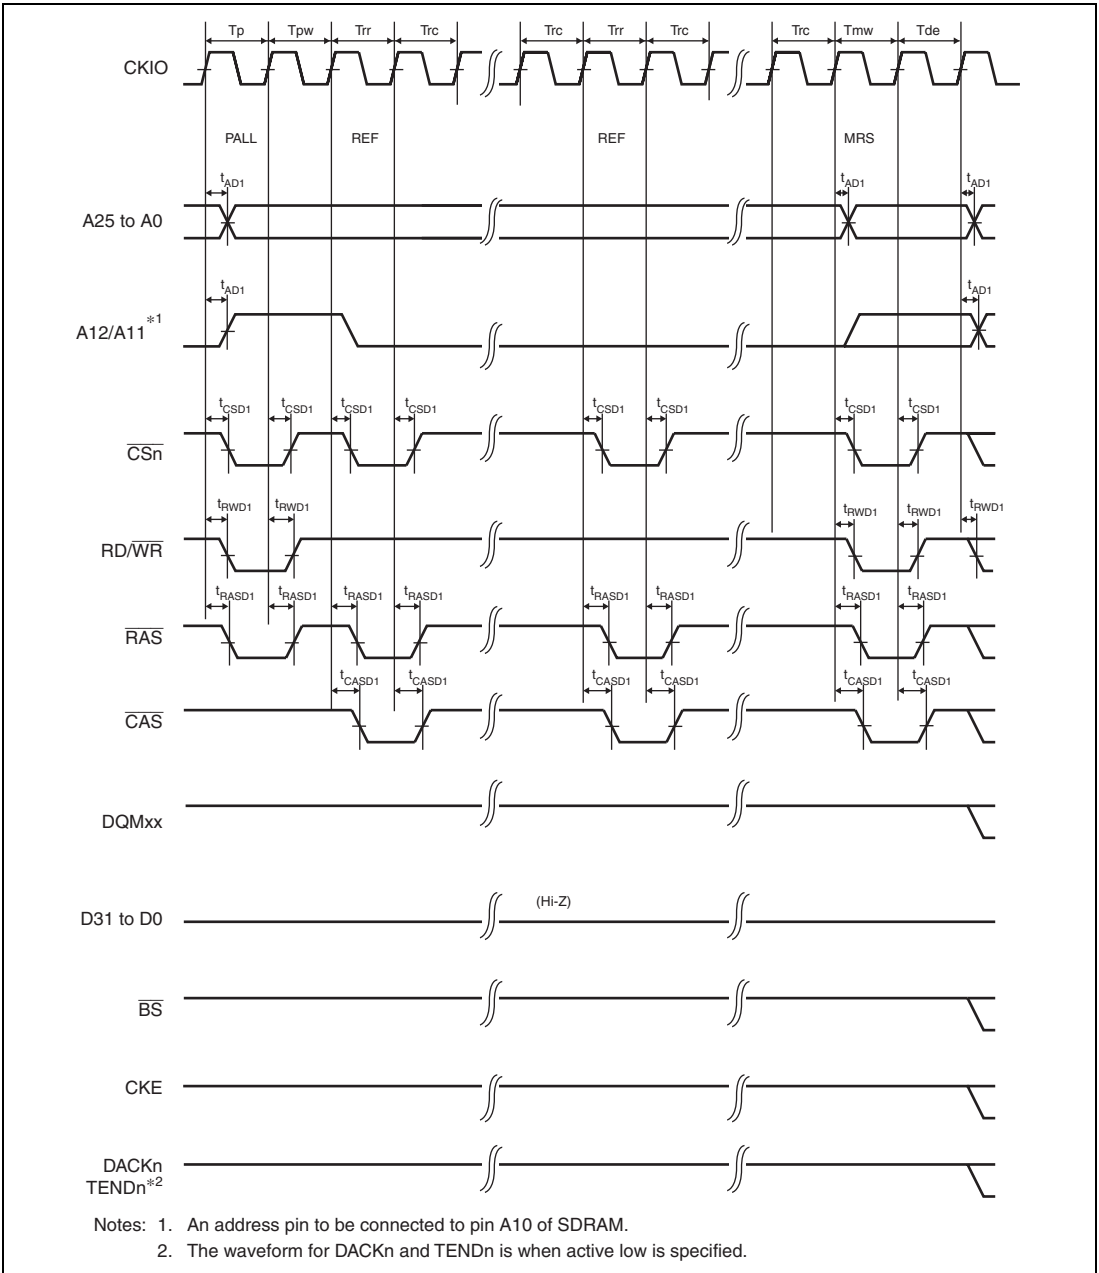 Tp Tpw Trr Trc Trc Trr Trc Trc Tmw Tde
CKIO
PALL REF REF MRS
tAD1 tAD1 tAD1
A25 to A0
tAD1 tAD1
A12/A11*1
tCSD1 tCSD1 tCSD1 tCSD1 tCSD1 tCSD1 tCSD1 tCSD1
CSn
tRWD1 tRWD1 tRWD1 tRWD1 tRWD1
RD/WR
tRASD1 tRASD1 tRASD1 tRASD1 tRASD1 tRASD1 tRASD1 tRASD1
RAS
tCASD1 tCASD1 tCASD1 tCASD1 tCASD1 tCASD1
CAS
DQMxx
(Hi-Z)
D31 to D0
BS
CKE
DACKn
TENDn*2
Notes: 1. An address pin to be connected to pin A10 of SDRAM.
2. The waveform for DACKn and TENDn is when active low is specified.